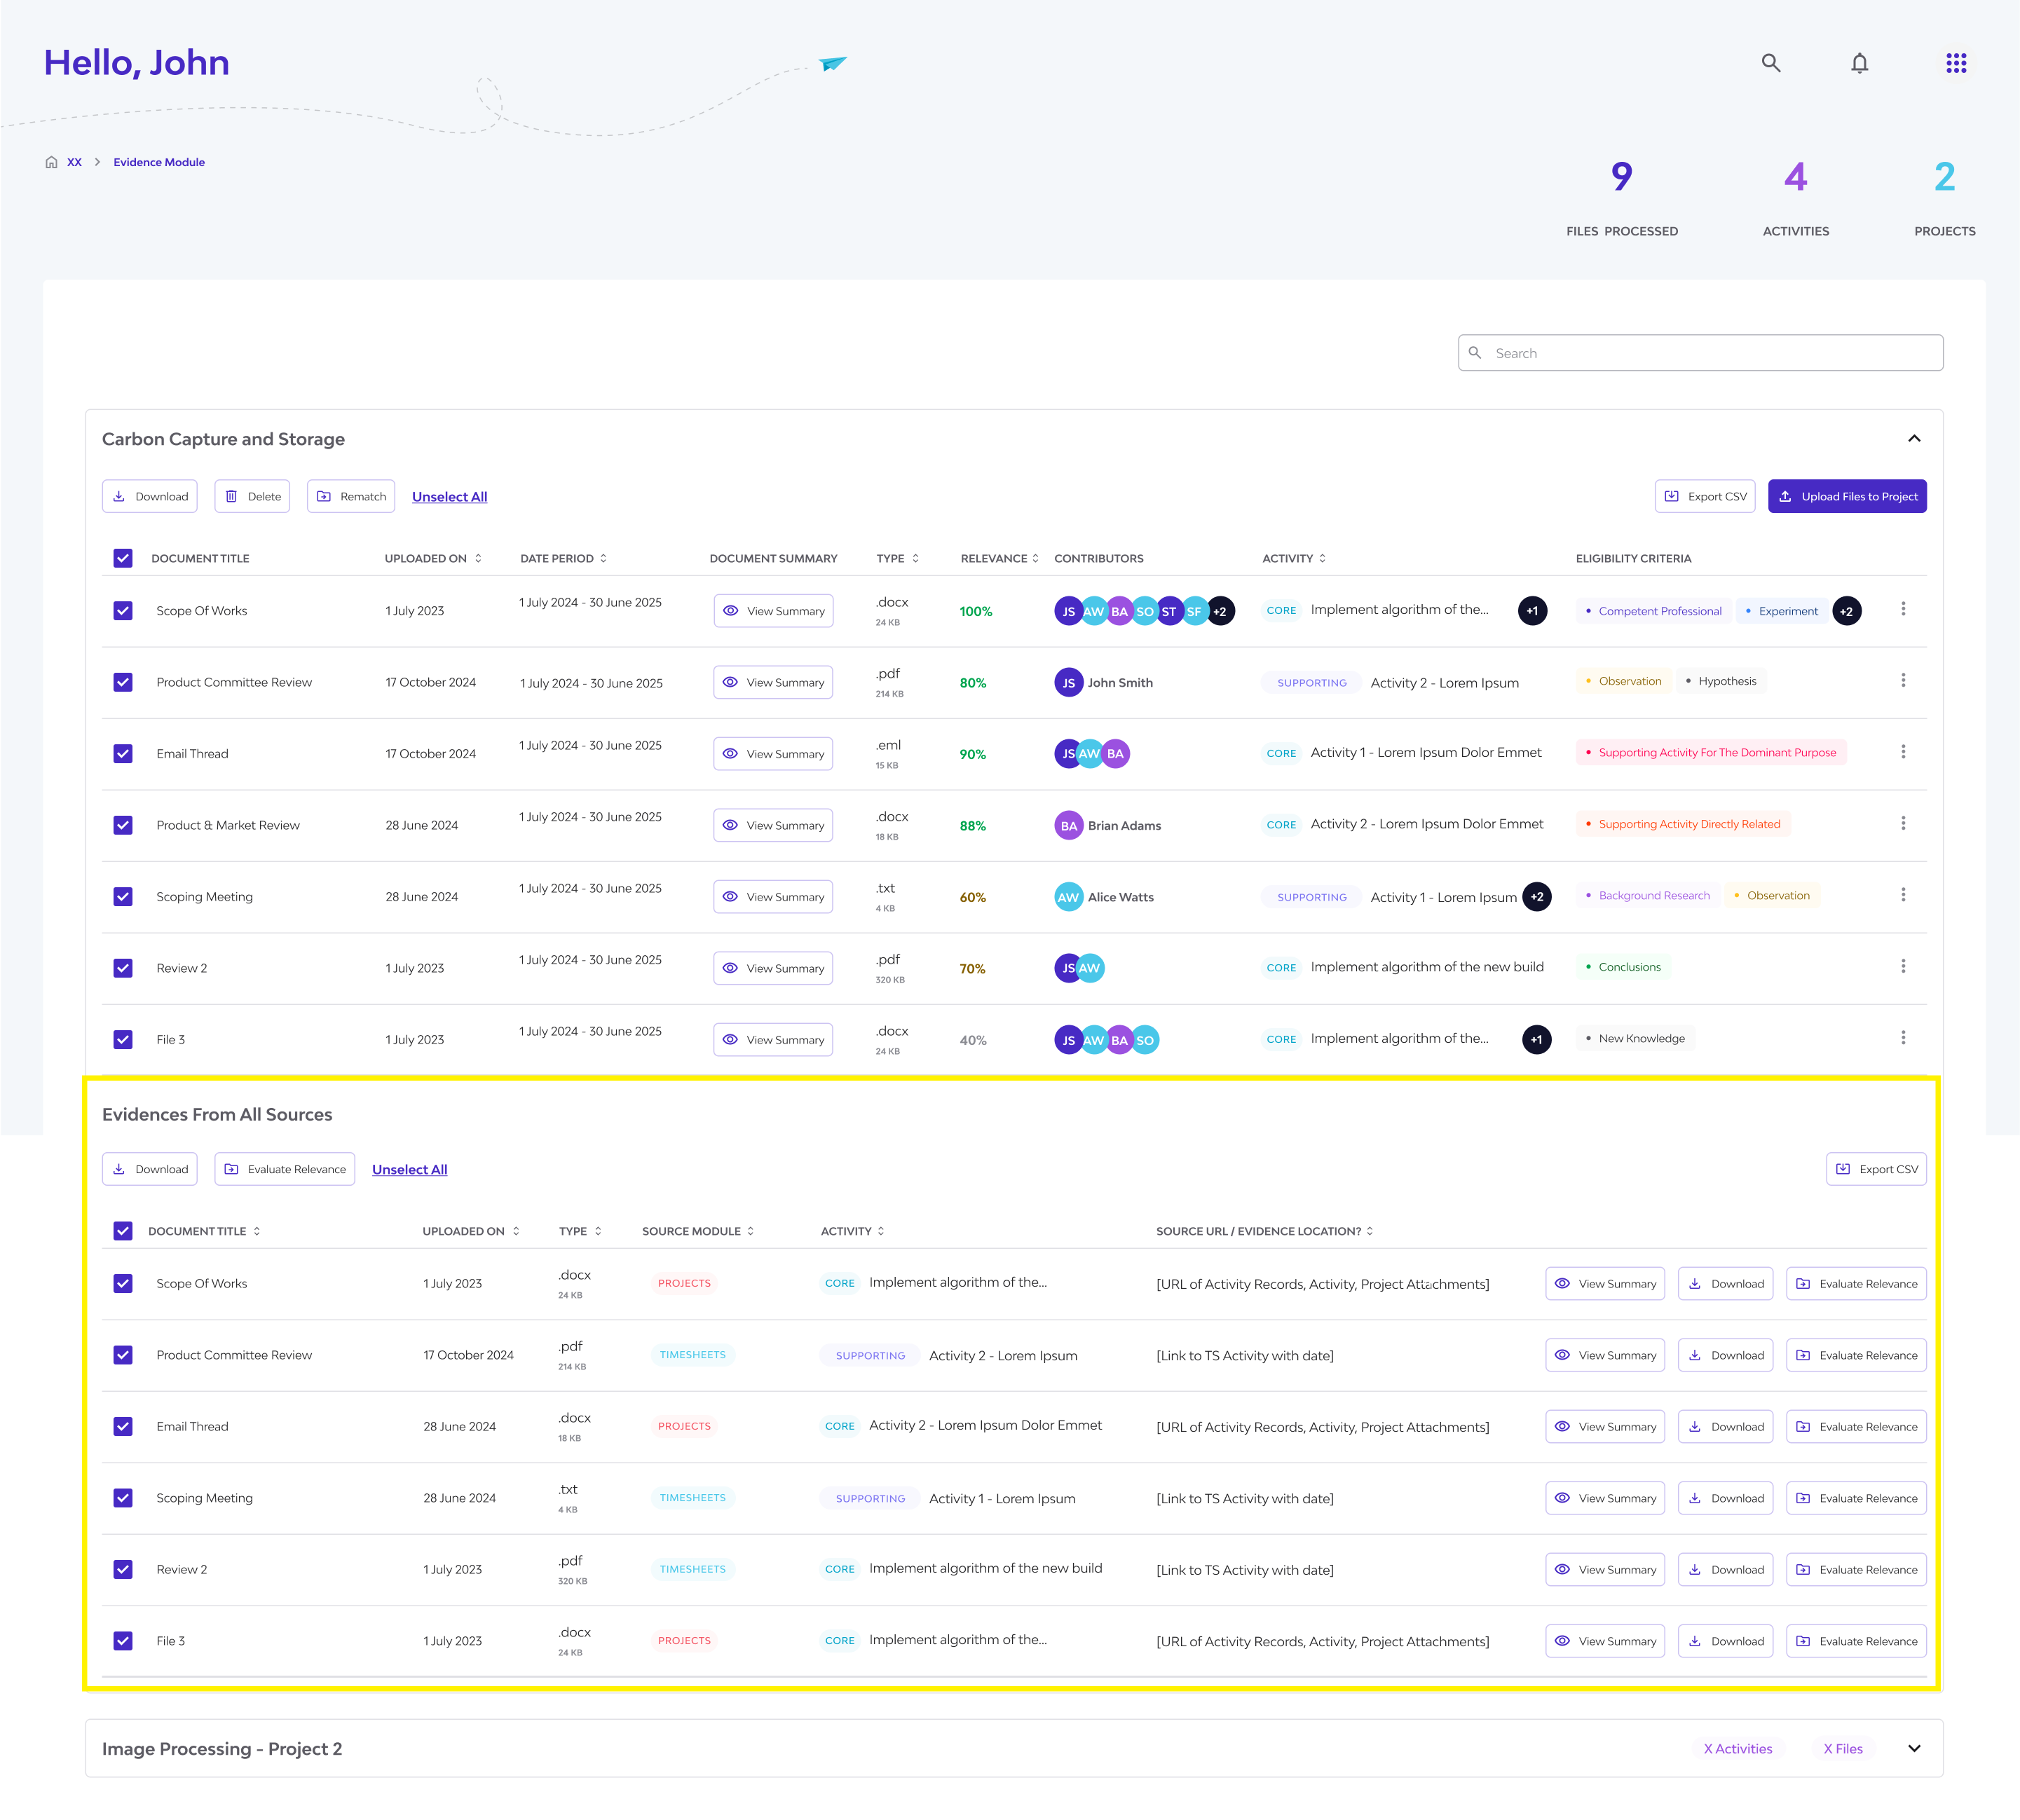 Hello, John
XX > Evidence Module
9 4 2
FILES PROCESSED ACTIVITIES PROJECTS
Search
Carbon Capture and Storage
Download Delete Rematch Unselect All Export CSV Upload Files to Project
DOCUMENT TITLE UPLOADED ON DATE PERIOD DOCUMENT SUMMARY TYPE RELEVANCE CONTRIBUTORS ACTIVITY ELIGIBILITY CRITERIA
Scope Of Works 1 July 2023 1 July 2024 - 30 June 2025 View Summary .docx 24 KB 100% JS AW BA SO ST SF +2 CORE Implement algorithm of the... +1 Competent Professional Experiment +2
Product Committee Review 17 October 2024 1 July 2024 - 30 June 2025 View Summary .pdf 214 KB 80% JS John Smith SUPPORTING Activity 2 - Lorem Ipsum Observation Hypothesis
Email Thread 17 October 2024 1 July 2024 - 30 June 2025 View Summary .eml 15 KB 90% JS AW BA CORE Activity 1 - Lorem Ipsum Dolor Emmet Supporting Activity For The Dominant Purpose
Product & Market Review 28 June 2024 1 July 2024 - 30 June 2025 View Summary .docx 18 KB 88% BA Brian Adams CORE Activity 2 - Lorem Ipsum Dolor Emmet Supporting Activity Directly Related
Scoping Meeting 28 June 2024 1 July 2024 - 30 June 2025 View Summary .txt 4 KB 60% AW Alice Watts SUPPORTING Activity 1 - Lorem Ipsum +2 Background Research Observation
Review 2 1 July 2023 1 July 2024 - 30 June 2025 View Summary .pdf 320 KB 70% JS AW CORE Implement algorithm of the new build Conclusions
File 3 1 July 2023 1 July 2024 - 30 June 2025 View Summary .docx 24 KB 40% JS AW BA SO CORE Implement algorithm of the... +1 New Knowledge
Evidences From All Sources
Download Evaluate Relevance Unselect All Export CSV
DOCUMENT TITLE UPLOADED ON TYPE SOURCE MODULE ACTIVITY SOURCE URL / EVIDENCE LOCATION?
Scope Of Works 1 July 2023 .docx 24 KB PROJECTS CORE Implement algorithm of the... [URL of Activity Records, Activity, Project Attachments] View Summary Download Evaluate Relevance
Product Committee Review 17 October 2024 .pdf 214 KB TIMESHEETS SUPPORTING Activity 2 - Lorem Ipsum [Link to TS Activity with date] View Summary Download Evaluate Relevance
Email Thread 28 June 2024 .docx 18 KB PROJECTS CORE Activity 2 - Lorem Ipsum Dolor Emmet [URL of Activity Records, Activity, Project Attachments] View Summary Download Evaluate Relevance
Scoping Meeting 28 June 2024 .txt 4 KB TIMESHEETS SUPPORTING Activity 1 - Lorem Ipsum [Link to TS Activity with date] View Summary Download Evaluate Relevance
Review 2 1 July 2023 .pdf 320 KB TIMESHEETS CORE Implement algorithm of the new build [Link to TS Activity with date] View Summary Download Evaluate Relevance
File 3 1 July 2023 .docx 24 KB PROJECTS CORE Implement algorithm of the... [URL of Activity Records, Activity, Project Attachments] View Summary Download Evaluate Relevance
Image Processing - Project 2 X Activities X Files